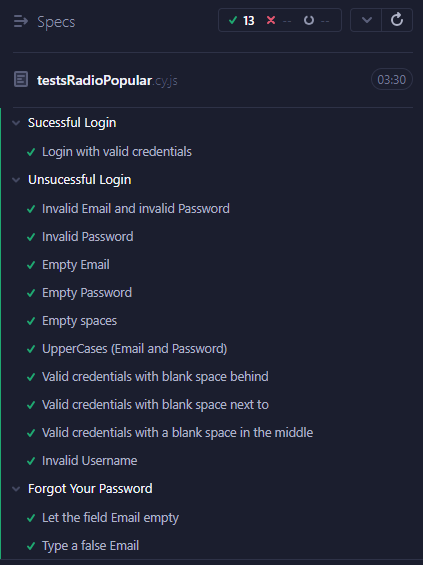 Specs
13 -- --
testsRadioPopular.cy.js 03:30
Sucessful Login
Login with valid credentials
Unsucessful Login
Invalid Email and invalid Password
Invalid Password
Empty Email
Empty Password
Empty spaces
UpperCases (Email and Password)
Valid credentials with blank space behind
Valid credentials with blank space next to
Valid credentials with a blank space in the middle
Invalid Username
Forgot Your Password
Let the field Email empty
Type a false Email